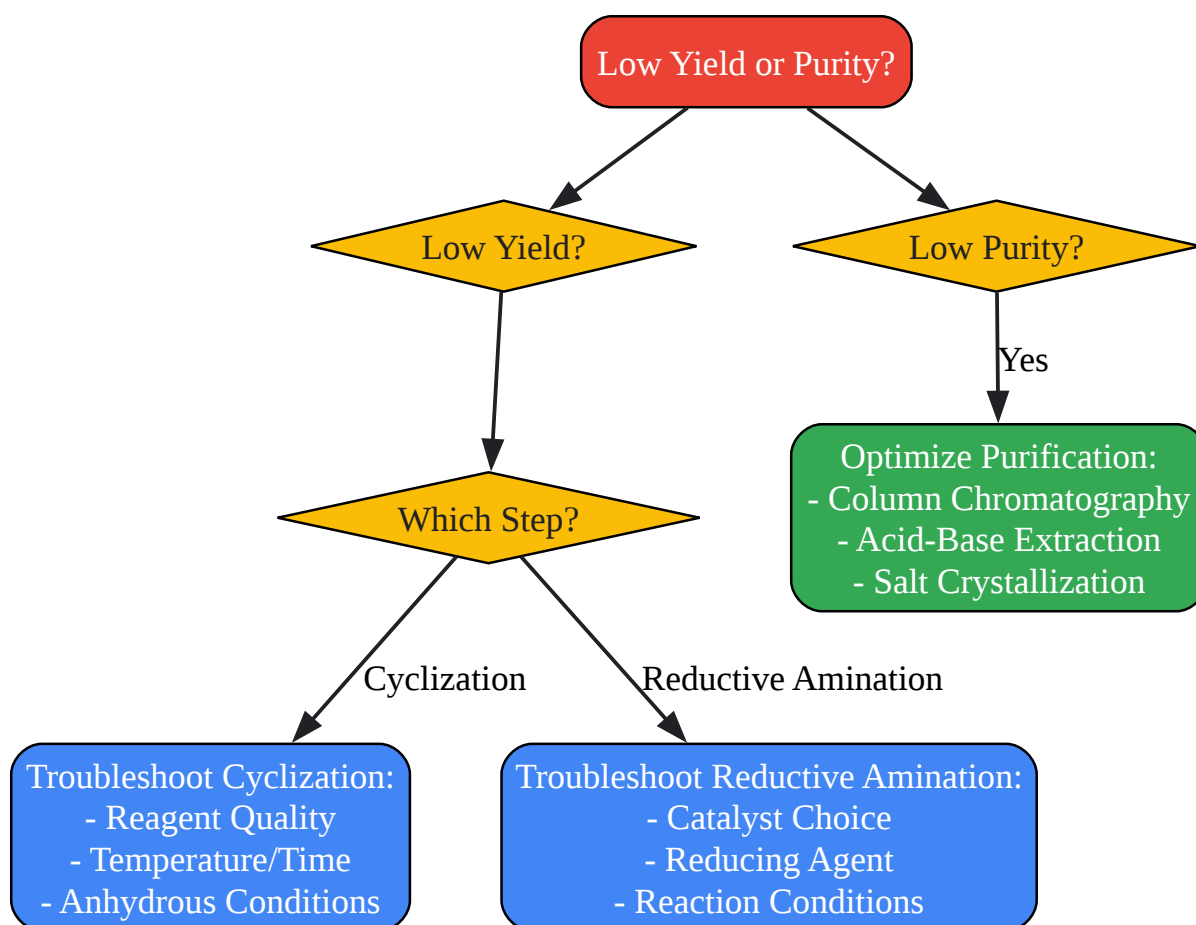 Low Yield or Purity?
Low Yield?
Low Purity?
Yes
Optimize Purification:
- Column Chromatography
- Acid-Base Extraction
- Salt Crystallization
Which Step?
Cyclization
Reductive Amination
Troubleshoot Cyclization:
- Reagent Quality
- Temperature/Time
- Anhydrous Conditions
Troubleshoot Reductive Amination:
- Catalyst Choice
- Reducing Agent
- Reaction Conditions